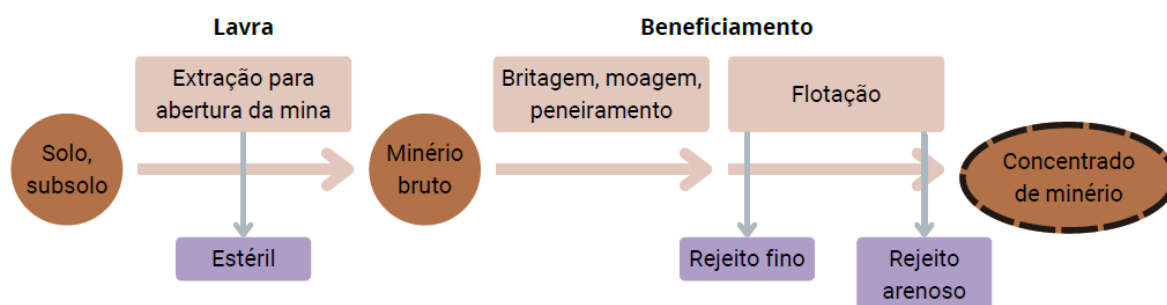 Lavra
Beneficiamento
Extração para
abertura da mina
Britagem, moagem,
peneiramento
Flotação
Solo,
subsolo
Minério
bruto
Concentrado
de minério
Estéril
Rejeito fino
Rejeito
arenoso